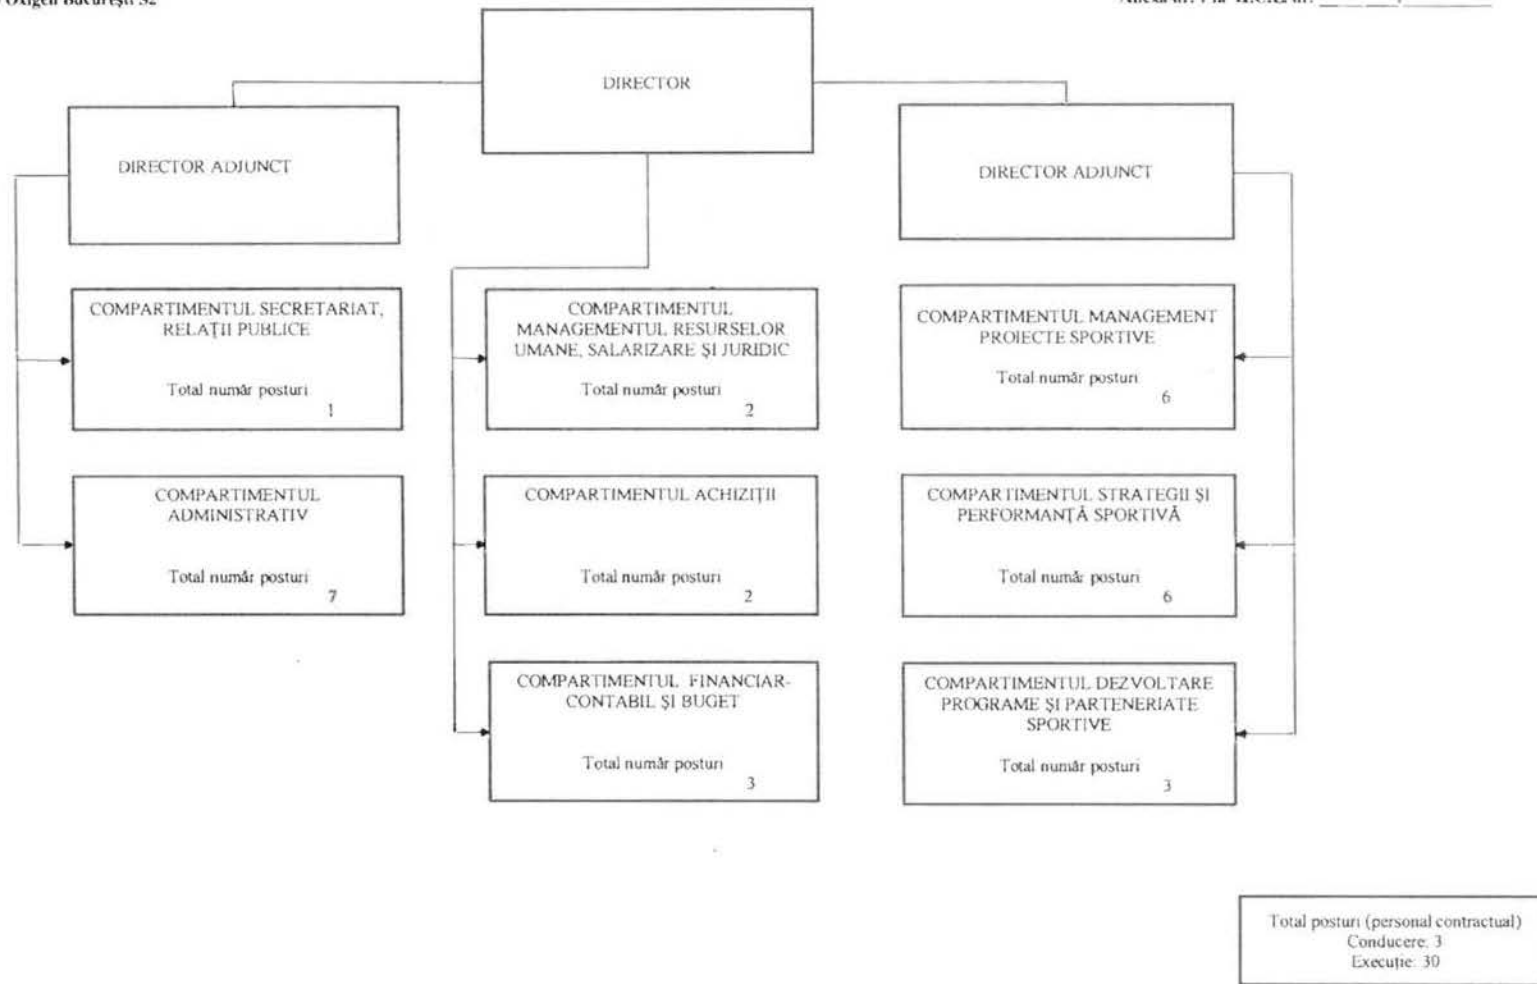 Oxigen București S2
DIRECTOR
DIRECTOR ADJUNCT
DIRECTOR ADJUNCT
COMPARTIMENTUL SECRETARIAT,
RELAȚII PUBLICE
Total număr posturi
1
COMPARTIMENTUL
MANAGEMENTUL RESURSELOR
UMANE, SALARIZARE ȘI JURIDIC
Total număr posturi
2
COMPARTIMENTUL MANAGEMENT
PROIECTE SPORTIVE
Total număr posturi
6
COMPARTIMENTUL
ADMINISTRATIV
Total număr posturi
7
COMPARTIMENTUL ACHIZIȚII
Total număr posturi
2
COMPARTIMENTUL STRATEGII ȘI
PERFORMANȚĂ SPORTIVĂ
Total număr posturi
6
COMPARTIMENTUL FINANCIAR-
CONTABIL ȘI BUGET
Total număr posturi
3
COMPARTIMENTUL DEZVOLTARE
PROGRAME ȘI PARTENERIATE
SPORTIVE
Total număr posturi
3
Total posturi (personal contractual)
Conducere: 3
Execuție: 30